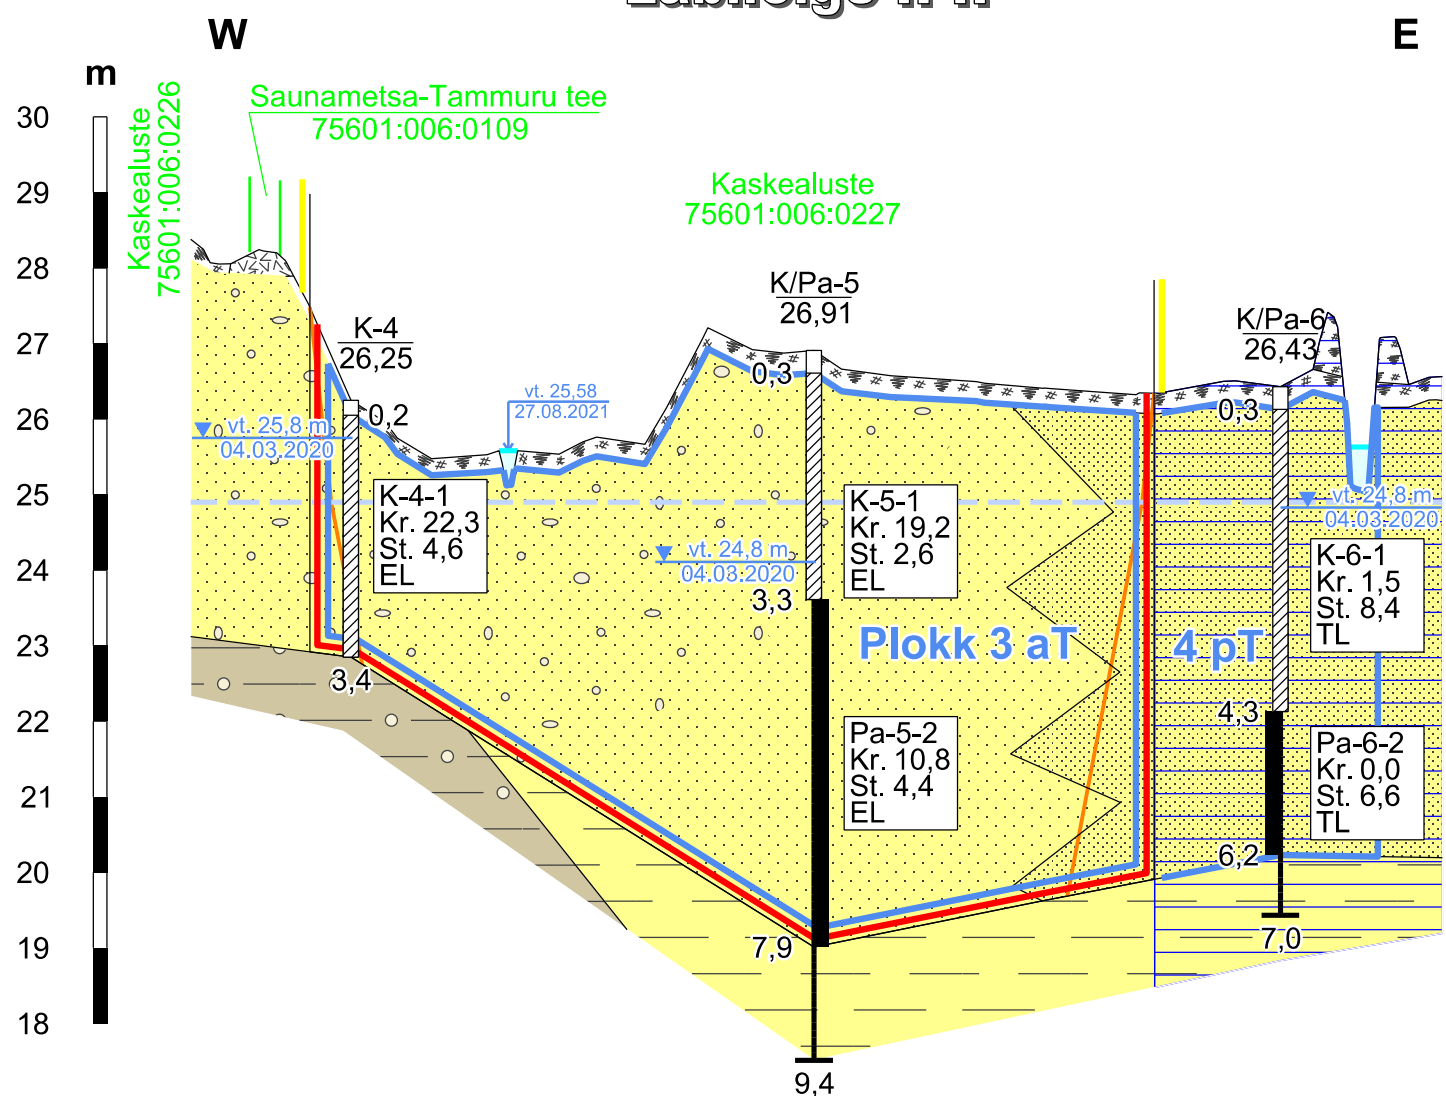 W
E
m
Saunametsa-Tammuru tee
75601:006:0109
Kaskealuste
75601:006:0226
Kaskealuste
75601:006:0227
30
29
28
27
26
25
24
23
22
21
20
19
18
K-4
26,25
0,2
vt. 25,8 m
04.03.2020
K-4-1
Kr. 22,3
St. 4,6
EL
3,4
vt. 25,58
27.08.2021
K/Pa-5
26,91
0,3
vt. 24,8 m
04.03.2020
3,3
K-5-1
Kr. 19,2
St. 2,6
EL
Plokk 3 aT
Pa-5-2
Kr. 10,8
St. 4,4
EL
7,9
9,4
K/Pa-6
26,43
0,3
vt. 24,8 m
04.03.2020
K-6-1
Kr. 1,5
St. 8,4
TL
4 pT
4,3
Pa-6-2
Kr. 0,0
St. 6,6
TL
6,2
7,0